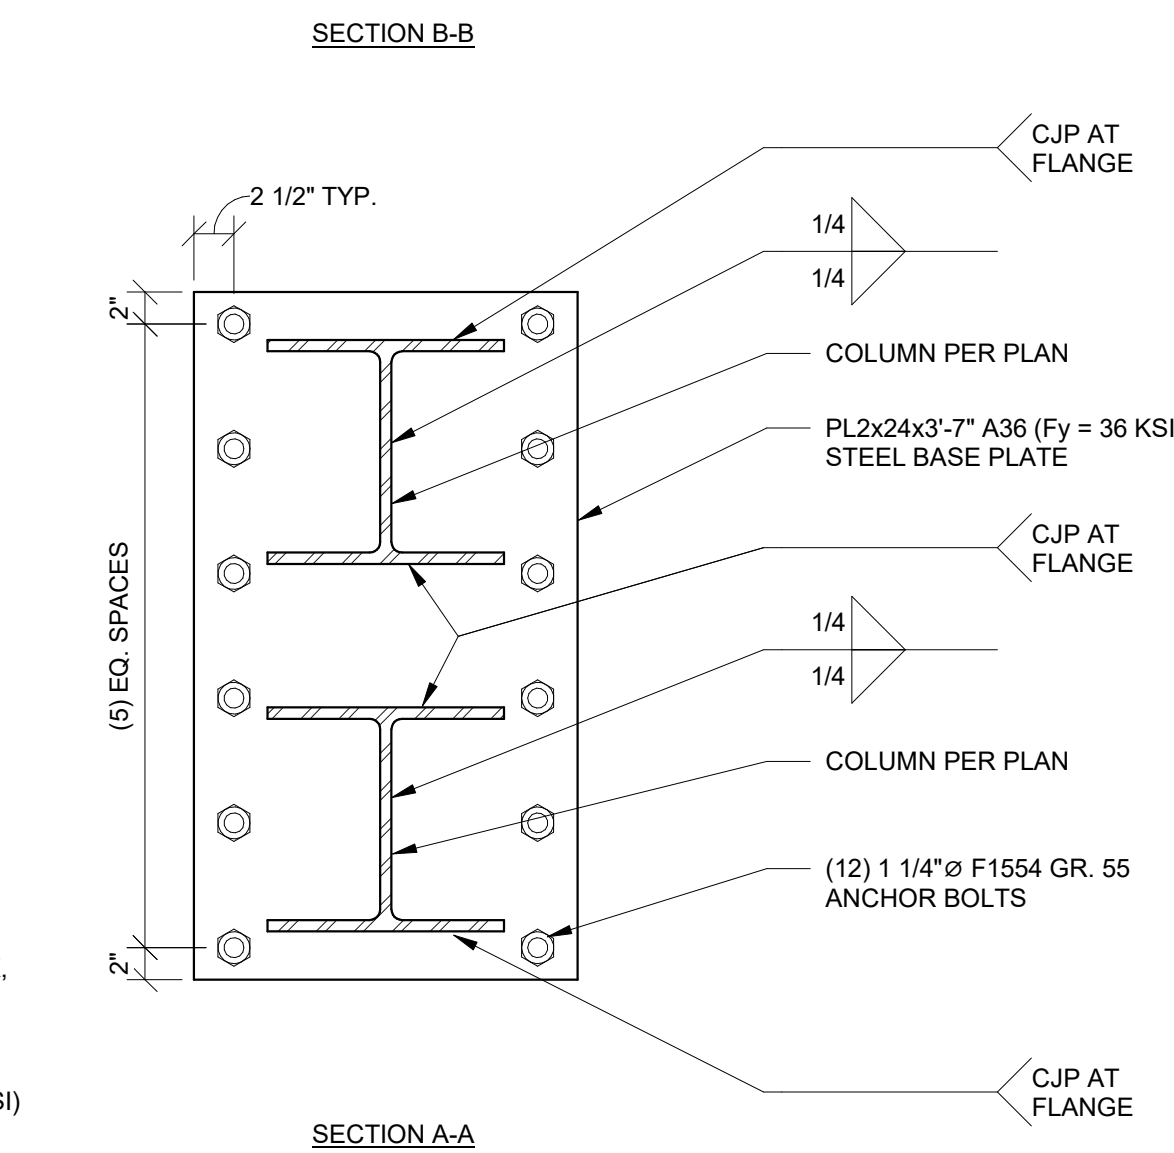 SECTION B-B
CJP AT
FLANGE
2 1/2" TYP.
1/4
1/4
2"
COLUMN PER PLAN
PL2x24x3'-7" A36 (Fy = 36 KSI
STEEL BASE PLATE
CJP AT
FLANGE
(5) EQ. SPACES
1/4
1/4
COLUMN PER PLAN
(12) 1 1/4"Ø F1554 GR. 55
ANCHOR BOLTS
2"
,
CJP AT
FLANGE
SI)
SECTION A-A